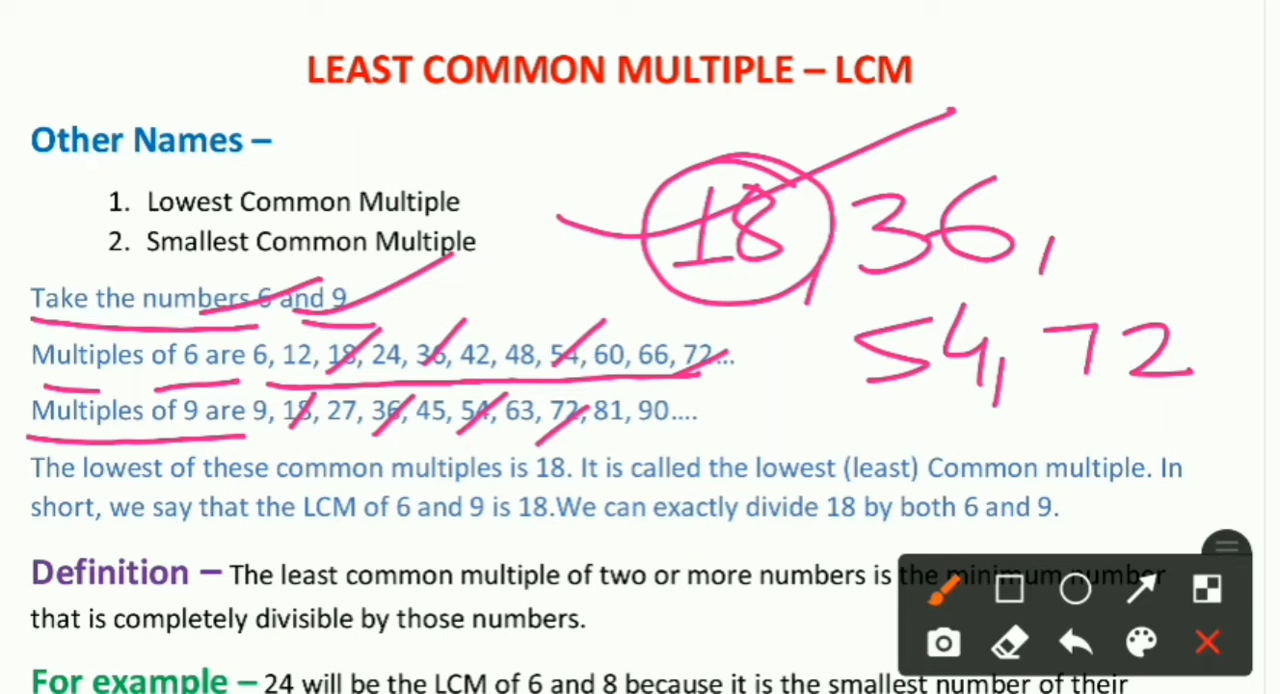 LEAST COMMON MULTIPLE – LCM
Other Names –
1. Lowest Common Multiple
2. Smallest Common Multiple
18, 36,
54, 72
Take the numbers 6 and 9
Multiples of 6 are 6, 12, 18, 24, 36, 42, 48, 54, 60, 66, 72...
Multiples of 9 are 9, 18, 27, 36, 45, 54, 63, 72, 81, 90....
The lowest of these common multiples is 18. It is called the lowest (least) Common multiple. In
short, we say that the LCM of 6 and 9 is 18.We can exactly divide 18 by both 6 and 9.
Definition – The least common multiple of two or more numbers is the minimum number
that is completely divisible by those numbers.
For example – 24 will be the LCM of 6 and 8 because it is the smallest number of their